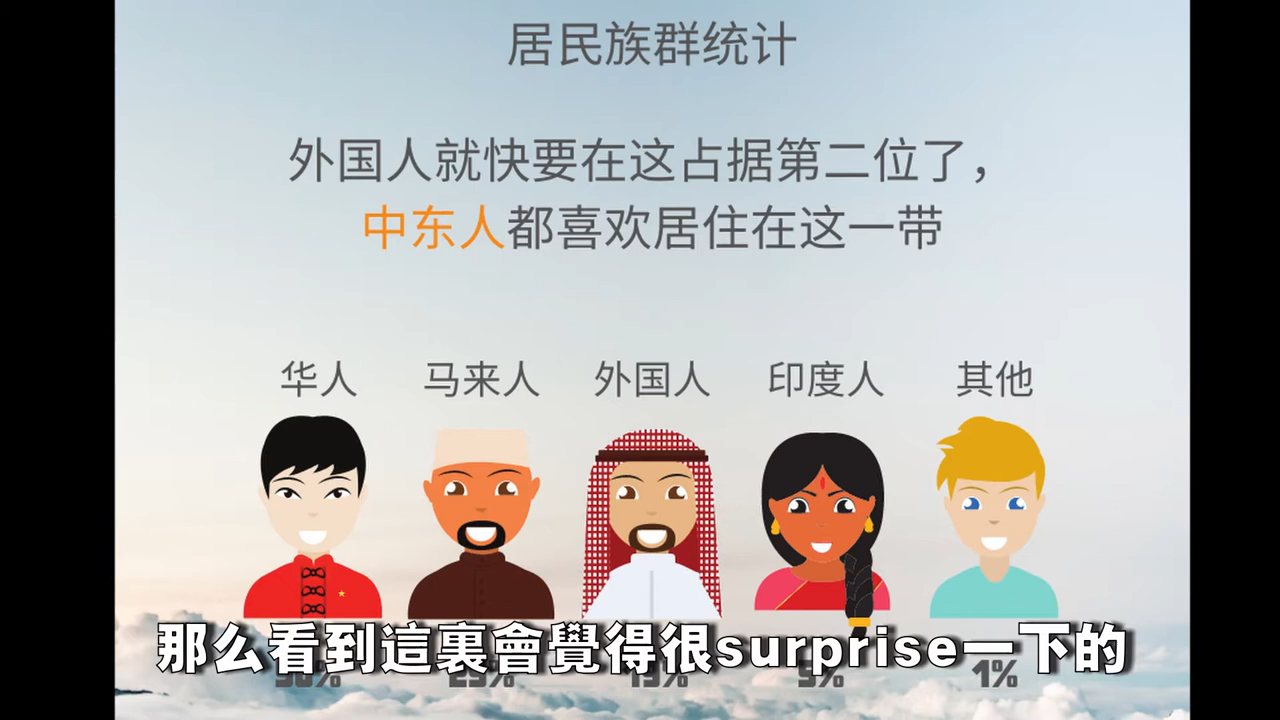 居民族群统计
外国人就快要在这占据第二位了，
中东人都喜欢居住在这一带
华人 马来人 外国人 印度人 其他
那么看到這裏會覺得很surprise一下的
5% 1%